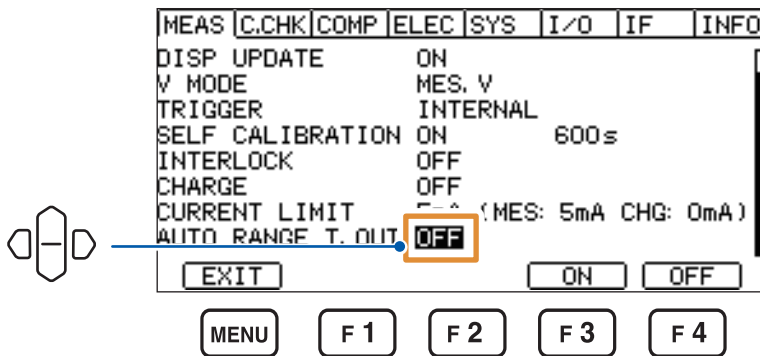 MEAS C.CHK COMP ELEC SYS I/O IF INFO
DISP UPDATE ON
V MODE MES. V
TRIGGER INTERNAL
SELF CALIBRATION ON 600s
INTERLOCK OFF
CHARGE OFF
CURRENT LIMIT 5mA (MES: 5mA CHG: 0mA)
AUTO RANGE T.OUT OFF
EXIT ON OFF
MENU F1 F2 F3 F4